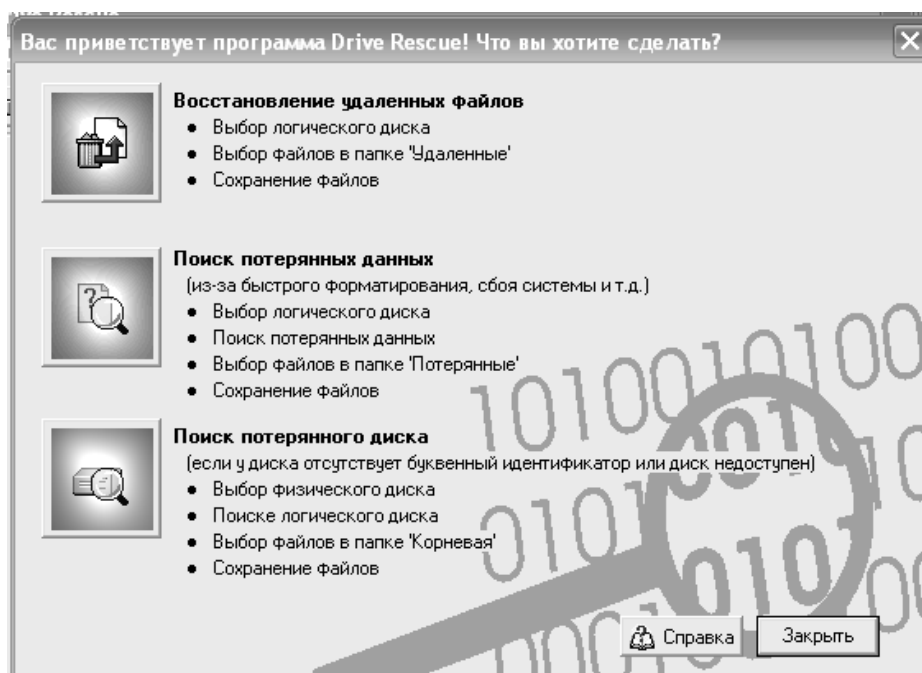 Вас приветствует программа Drive Rescue! Что вы хотите сделать?
Восстановление удаленных файлов
• Выбор логического диска
• Выбор файлов в папке 'Удаленные'
• Сохранение файлов
Поиск потерянных данных
(из-за быстрого форматирования, сбоя системы и т.д.)
• Выбор логического диска
• Поиск потерянных данных
• Выбор файлов в папке 'Потерянные'
• Сохранение файлов
Поиск потерянного диска
(если у диска отсутствует буквенный идентификатор или диск недоступен)
• Выбор физического диска
• Поиске логического диска
• Выбор файлов в папке 'Корневая'
• Сохранение файлов
Справка
Закрыть